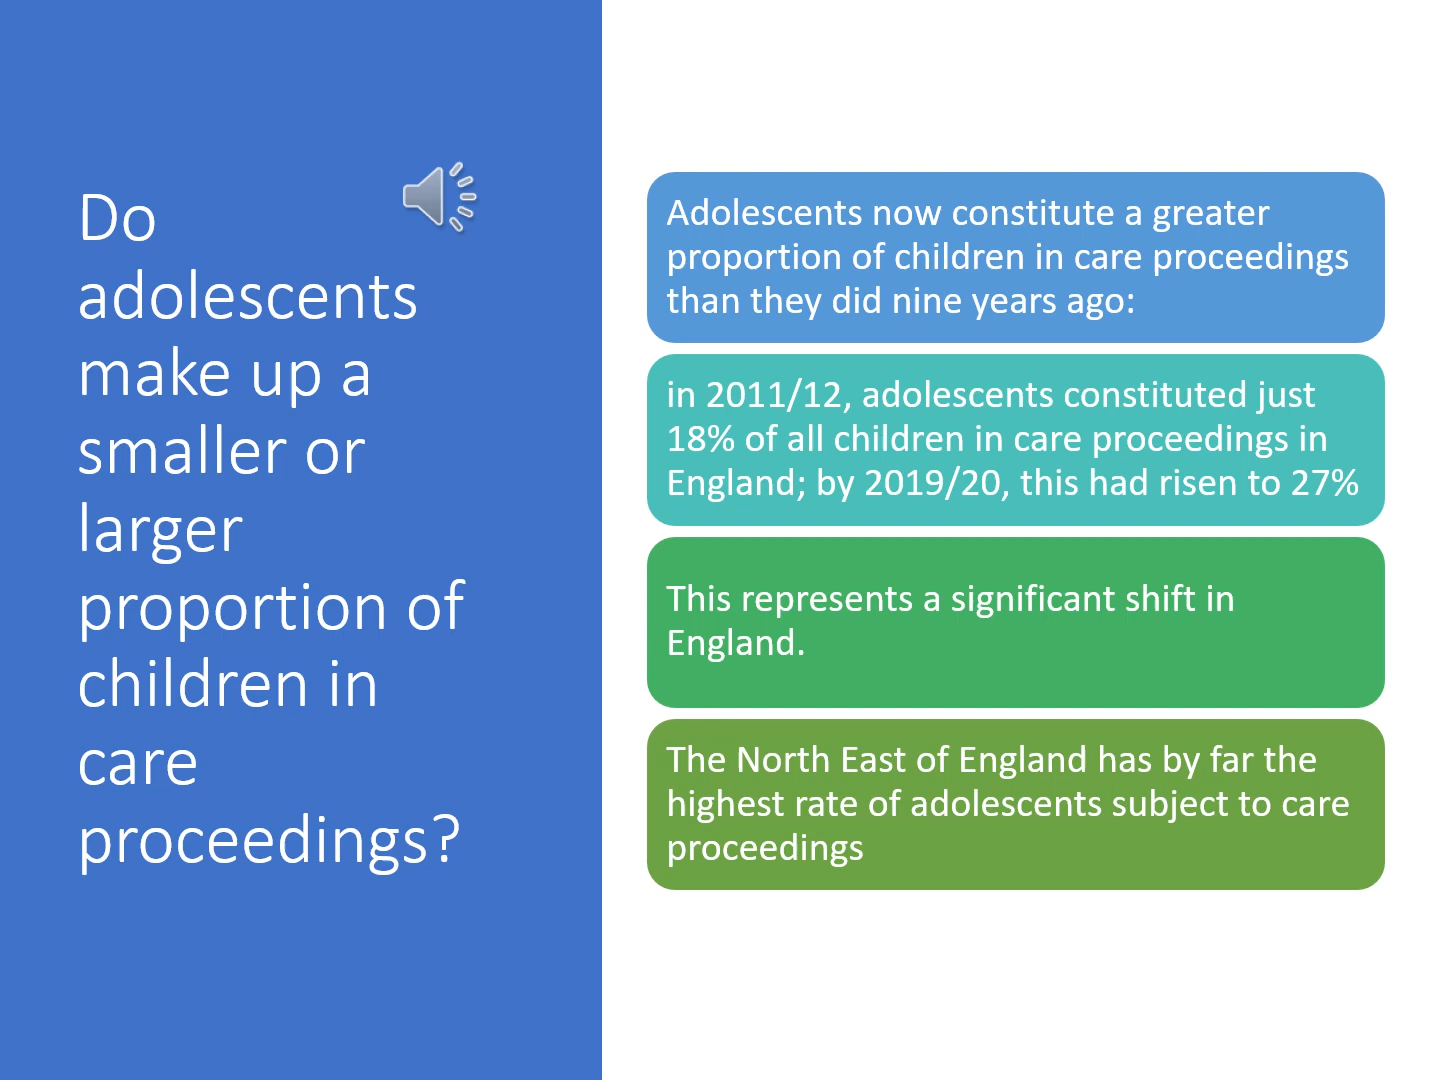 Do
adolescents
make up a
smaller or
larger
proportion of
children in
care
proceedings?
Adolescents now constitute a greater
proportion of children in care proceedings
than they did nine years ago:
in 2011/12, adolescents constituted just
18% of all children in care proceedings in
England; by 2019/20, this had risen to 27%
This represents a significant shift in
England.
The North East of England has by far the
highest rate of adolescents subject to care
proceedings